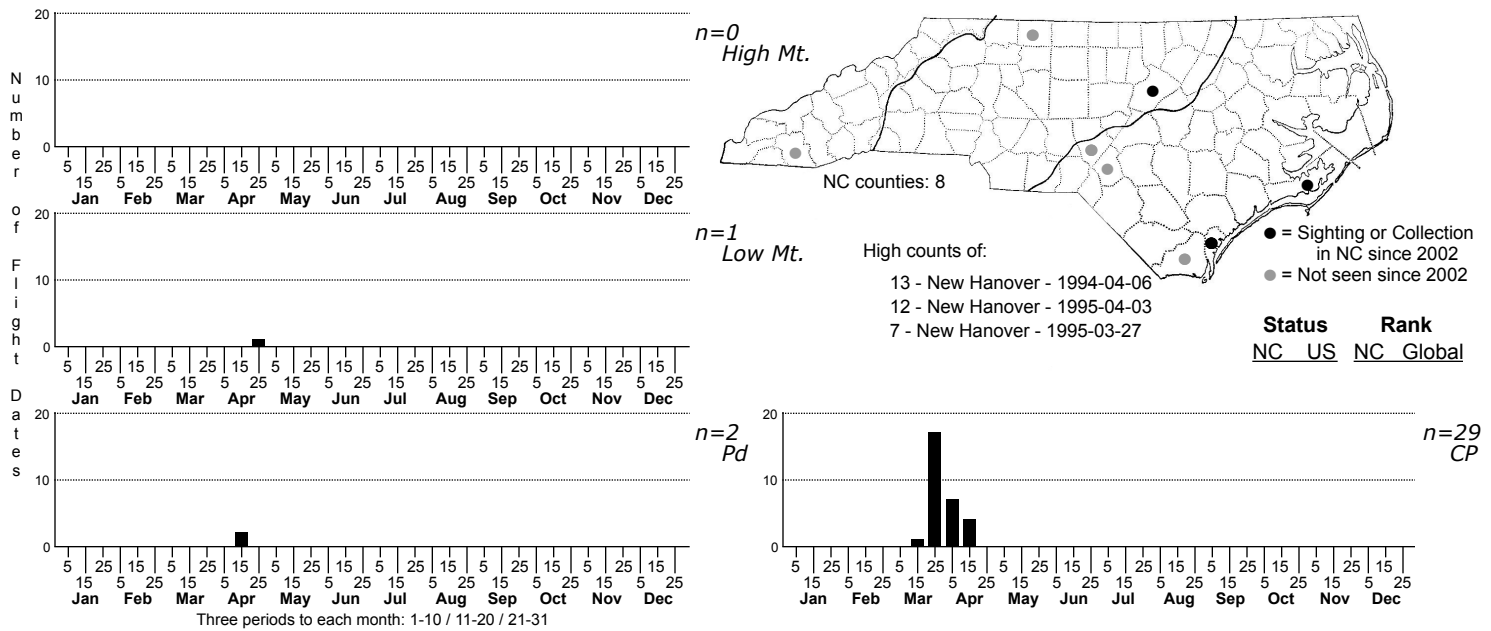 Number of Flight Dates
20
10
0
n=0
High Mt.
5 25 15 5 25 15 5 25 15 5 25 15 5 25 15 5 25 15
15 5 25 15 5 25 15 5 25 15 5 25 15 5 25 15 5 25
Jan Feb Mar Apr May Jun Jul Aug Sep Oct Nov Dec
20
10
0
n=1
Low Mt.
5 25 15 5 25 15 5 25 15 5 25 15 5 25 15 5 25 15
15 5 25 15 5 25 15 5 25 15 5 25 15 5 25 15 5 25
Jan Feb Mar Apr May Jun Jul Aug Sep Oct Nov Dec
20
10
0
n=2
Pd
5 25 15 5 25 15 5 25 15 5 25 15 5 25 15 5 25 15
15 5 25 15 5 25 15 5 25 15 5 25 15 5 25 15 5 25
Jan Feb Mar Apr May Jun Jul Aug Sep Oct Nov Dec
Three periods to each month: 1-10 / 11-20 / 21-31
NC counties: 8
High counts of:
13 - New Hanover - 1994-04-06
12 - New Hanover - 1995-04-03
7 - New Hanover - 1995-03-27
= Sighting or Collection
in NC since 2002
= Not seen since 2002
Status Rank
NC US NC Global
20
10
0
n=29
CP
5 25 15 5 25 15 5 25 15 5 25 15 5 25 15 5 25 15
15 5 25 15 5 25 15 5 25 15 5 25 15 5 25 15 5 25
Jan Feb Mar Apr May Jun Jul Aug Sep Oct Nov Dec